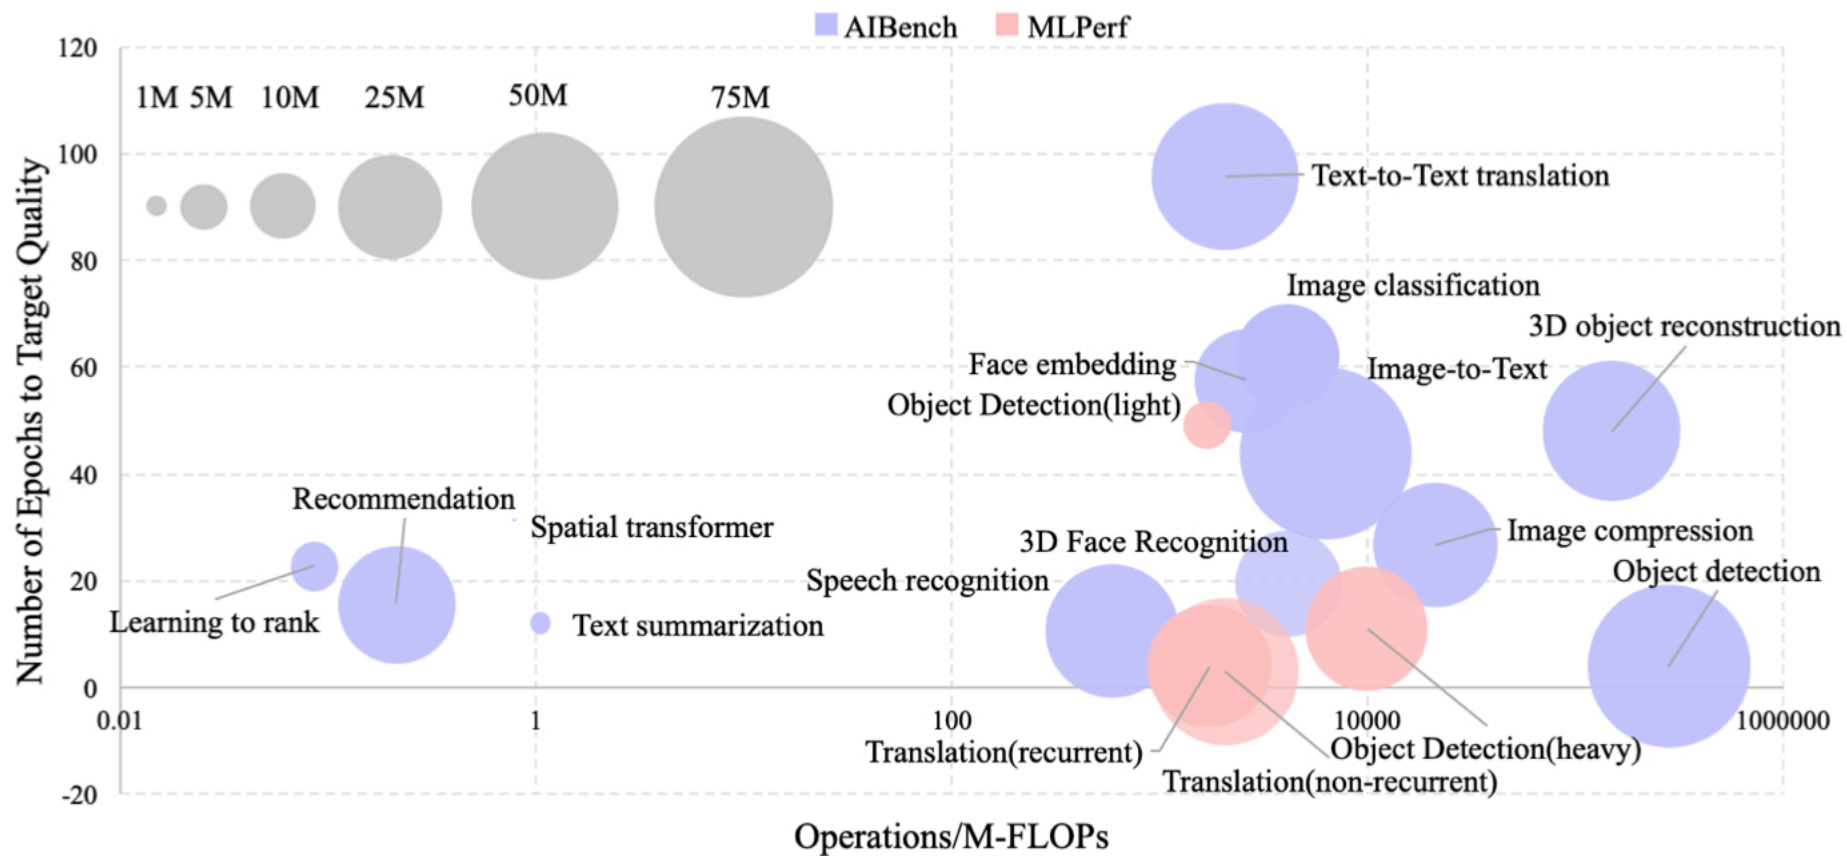 AIBench MLPerf
120
1M 5M 10M 25M 50M 75M
100
Text-to-Text translation
80
Image classification
3D object reconstruction
60
Face embedding
Image-to-Text
Object Detection(light)
40
Recommendation
Spatial transformer
3D Face Recognition
Image compression
Object detection
20
Speech recognition
Learning to rank
Text summarization
0
0.01 1 100 10000 1000000
Translation(recurrent)
Object Detection(heavy)
Translation(non-recurrent)
-20
Number of Epochs to Target Quality
Operations/M-FLOPs